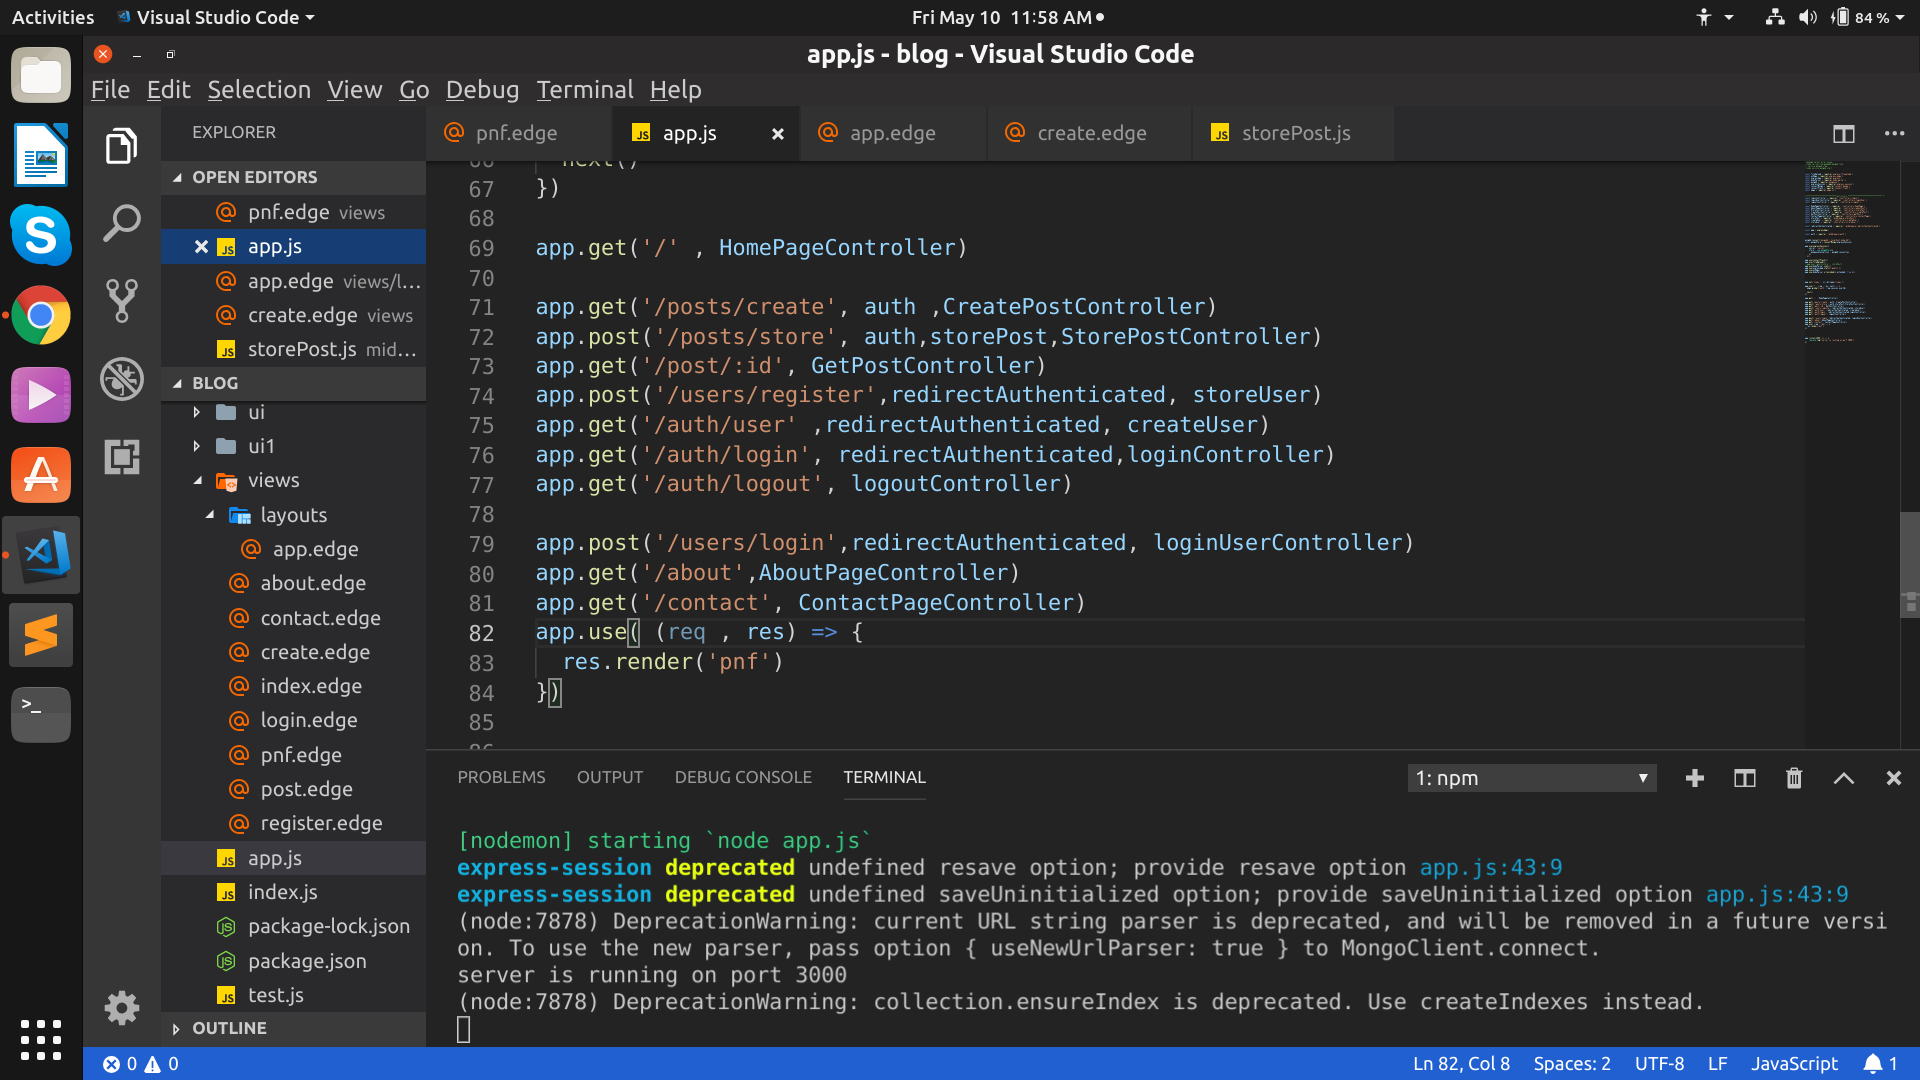 Activities
Visual Studio Code
Fri May 10 11:58 AM
84 %
app.js - blog - Visual Studio Code
File Edit Selection View Go Debug Terminal Help
EXPLORER
OPEN EDITORS
pnf.edge views
app.js
app.edge views/l...
create.edge views
storePost.js mid...
BLOG
ui
ui1
views
layouts
app.edge
about.edge
contact.edge
create.edge
index.edge
login.edge
pnf.edge
post.edge
register.edge
app.js
index.js
package-lock.json
package.json
test.js
OUTLINE
pnf.edge
app.js
app.edge
create.edge
storePost.js
66 next()
67 })
68
69 app.get('/' , HomePageController)
70
71 app.get('/posts/create', auth ,CreatePostController)
72 app.post('/posts/store', auth,storePost,StorePostController)
73 app.get('/post/:id', GetPostController)
74 app.post('/users/register',redirectAuthenticated, storeUser)
75 app.get('/auth/user' ,redirectAuthenticated, createUser)
76 app.get('/auth/login', redirectAuthenticated,loginController)
77 app.get('/auth/logout', logoutController)
78
79 app.post('/users/login',redirectAuthenticated, loginUserController)
80 app.get('/about',AboutPageController)
81 app.get('/contact', ContactPageController)
82 app.use( (req , res) => {
83 res.render('pnf')
84 })
85
86
PROBLEMS OUTPUT DEBUG CONSOLE TERMINAL
1: npm
[nodemon] starting `node app.js`
express-session deprecated undefined resave option; provide resave option app.js:43:9
express-session deprecated undefined saveUninitialized option; provide saveUninitialized option app.js:43:9
(node:7878) DeprecationWarning: current URL string parser is deprecated, and will be removed in a future versi
on. To use the new parser, pass option { useNewUrlParser: true } to MongoClient.connect.
server is running on port 3000
(node:7878) DeprecationWarning: collection.ensureIndex is deprecated. Use createIndexes instead.
0 0
Ln 82, Col 8 Spaces: 2 UTF-8 LF JavaScript 1